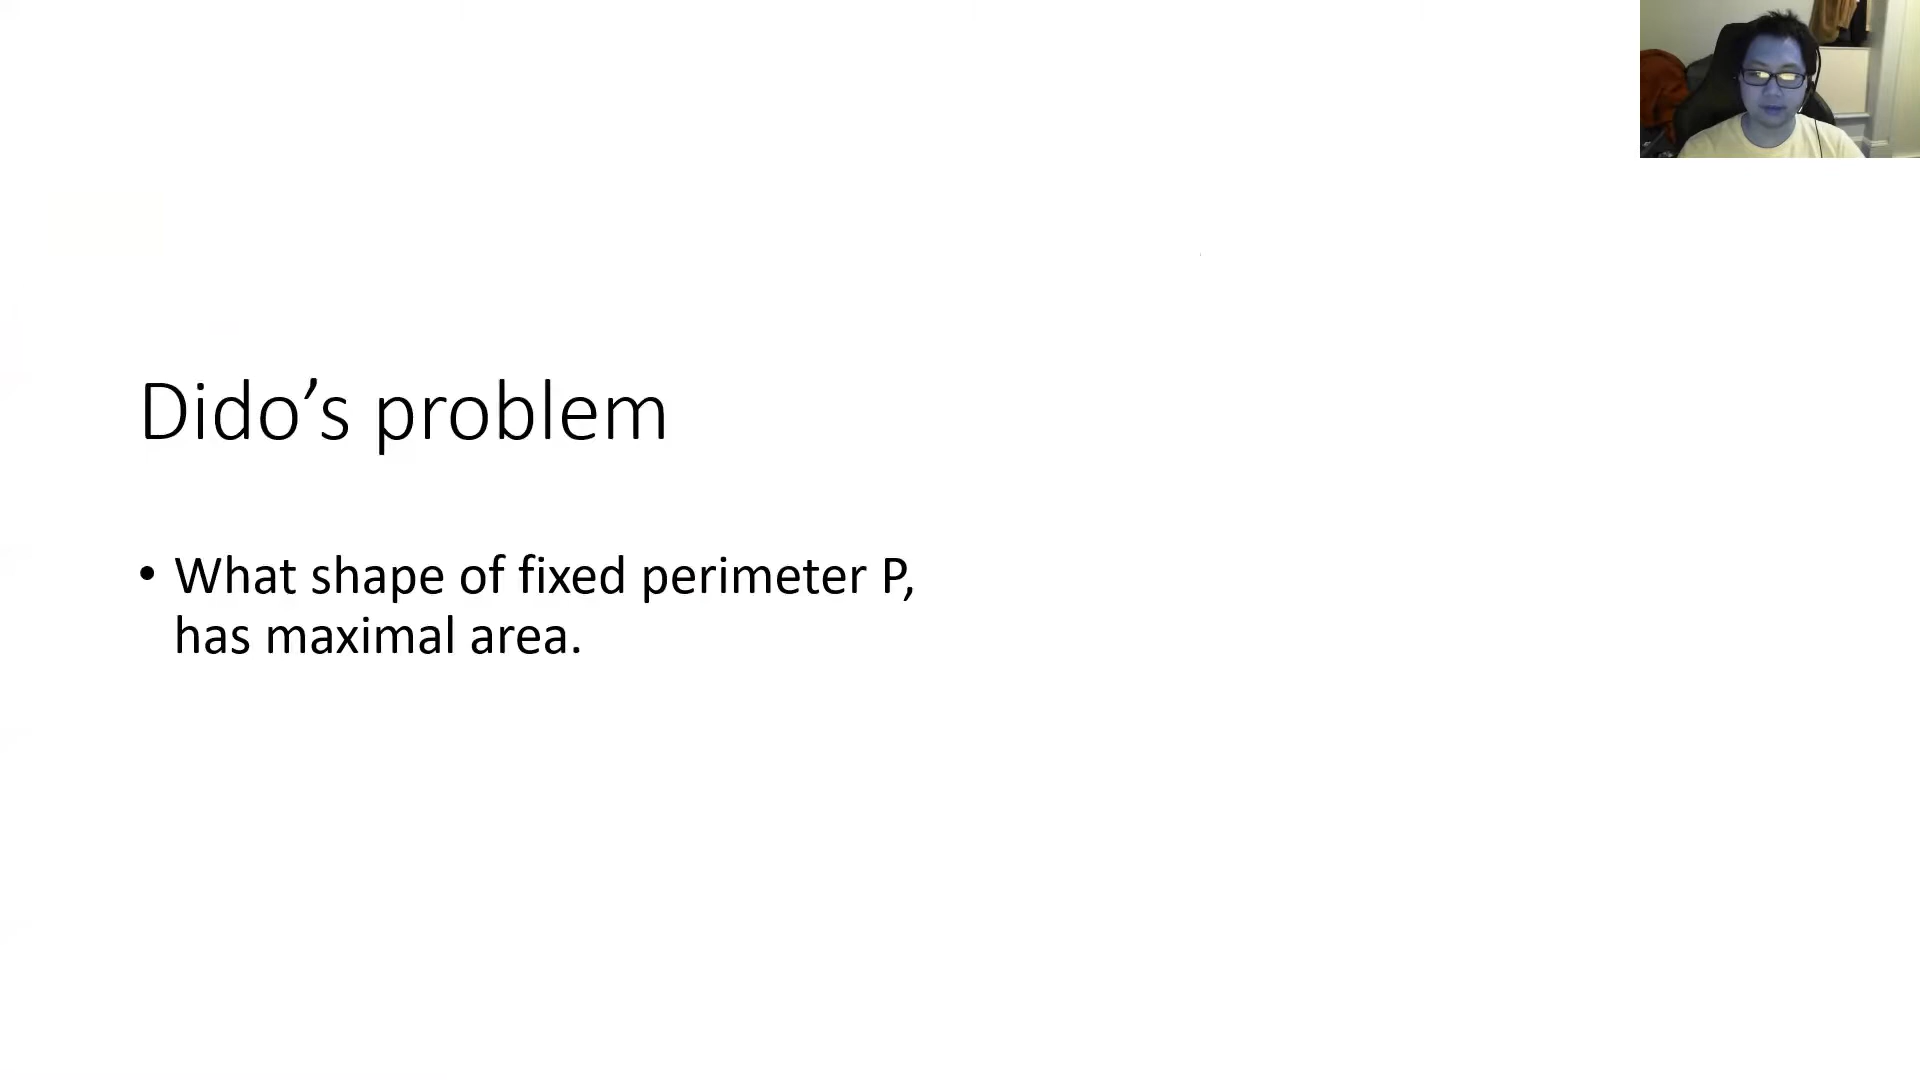 Dido’s problem
• What shape of fixed perimeter P,
has maximal area.